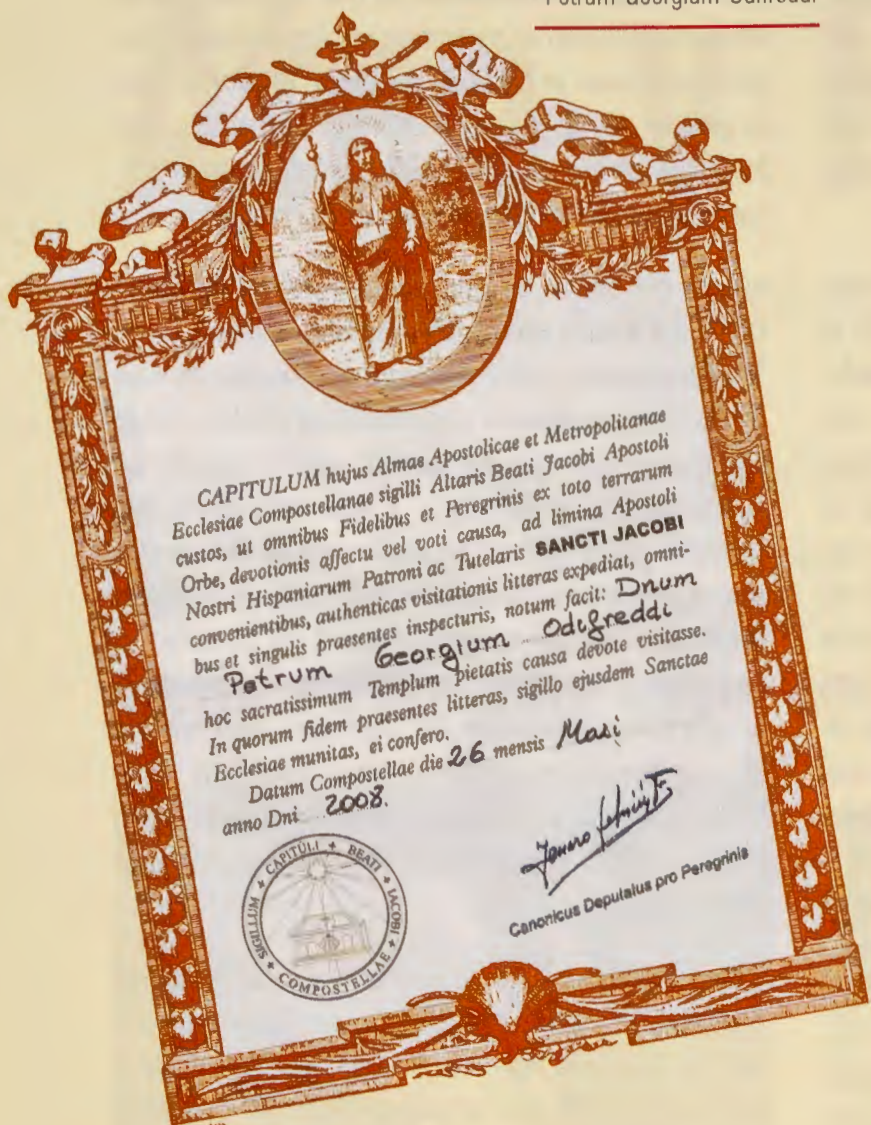 CAPITULUM hujus Almae Apostolicae et Metropolitanae
Ecclesiae Compostellanae sigilli Altaris Beati Jacobi Apostoli
custos, ut omnibus Fidelibus et Peregrinis ex toto terrarum
Orbe, devotionis affectu vel voti causa, ad limina Apostoli
Nostri Hispaniarum Patroni ac Tutelaris SANCTI JACOBI
convenientibus, authenticas visitationis litteras expediat, omni-
bus et singulis praesentes inspecturis, notum facit: Dnum
Petrum Georgium Odifreddi
hoc sacratissimum Templum pietatis causa devote visitasse.
In quorum fidem praesentes litteras, sigillo ejusdem Sanctae
Ecclesiae munitas, ei confero.
Datum Compostellae die 26 mensis Maii
anno Dni 2008.
SIGILLUM + CAPITULI + BEATI + IACOBI + COMPOSTELLAE +
Canonicus Deputatus pro Peregrinis